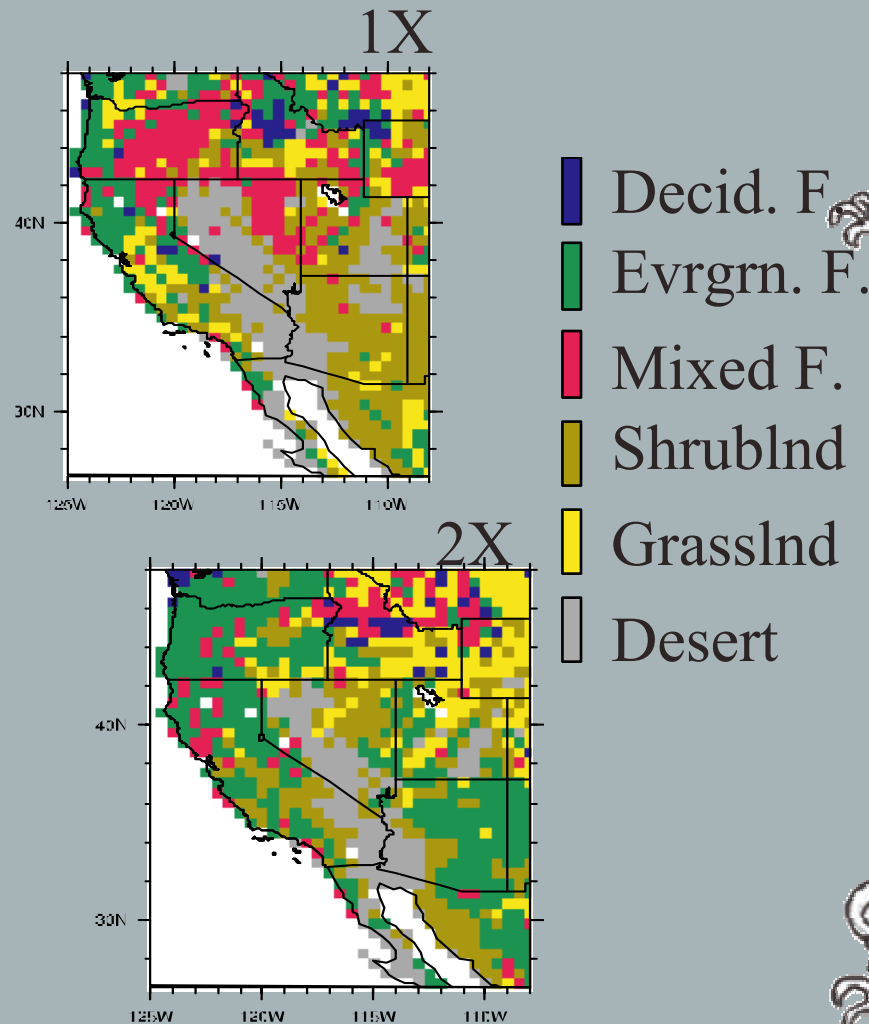 1X
40N
30N
125W 120W 115W 110W
Decid. F.
Evrgrn. F.
Mixed F.
Shrublnd
Grasslnd
Desert
2X
40N
30N
125W 120W 115W 110W